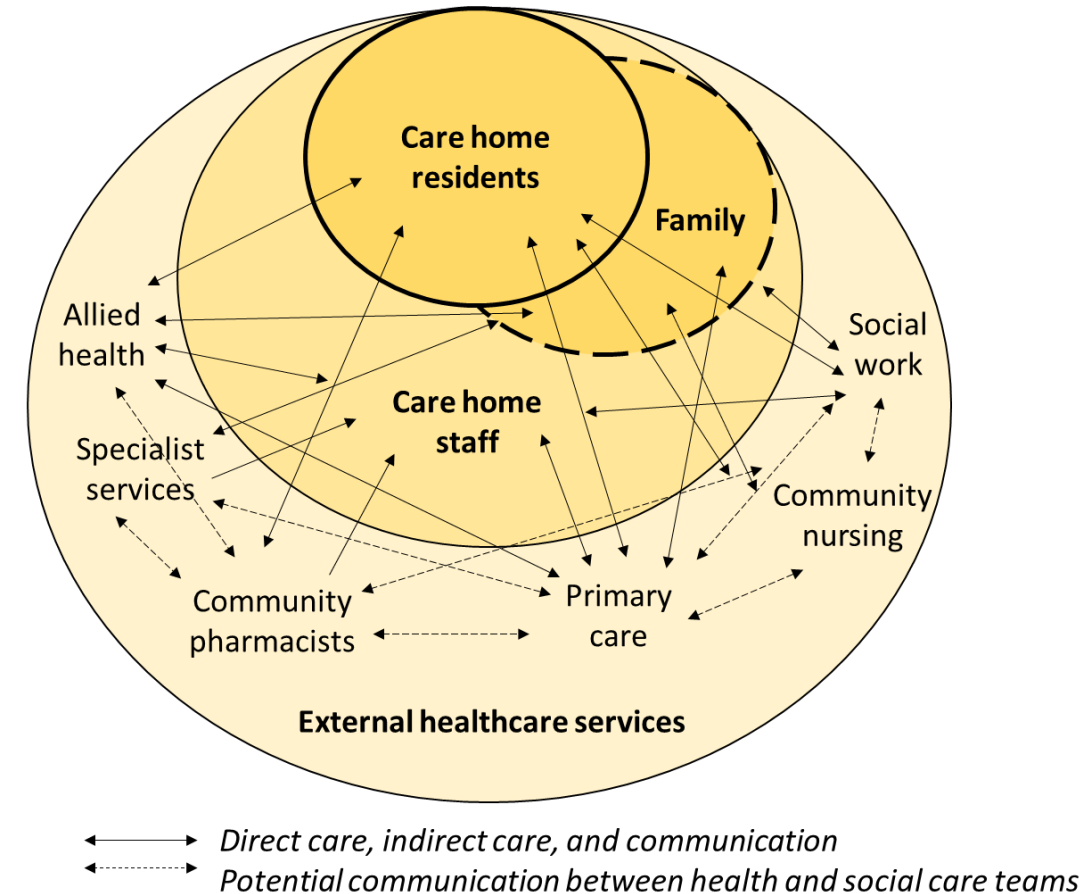 Care home
residents
Family
Allied
health
Social
work
Care home
staff
Specialist
services
Community
nursing
Community
pharmacists
Primary
care
External healthcare services
Direct care, indirect care, and communication
Potential communication between health and social care teams